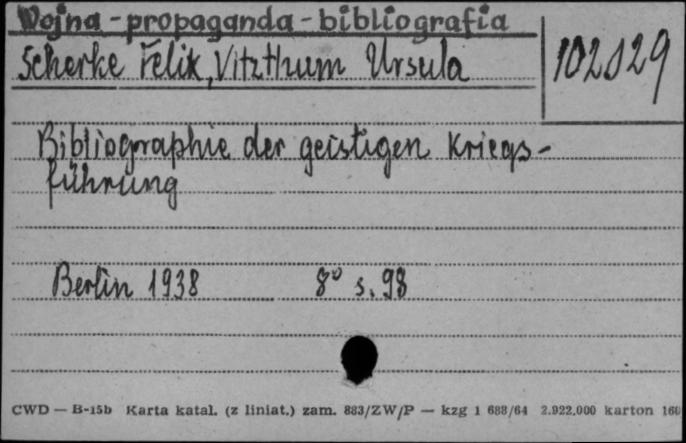 Wojna - propaganda - bibliografia
Scherke Felix, Vitzthum Ursula
102029
Bibliographie der geistigen Kriegs-
führung
Berlin 1938 8° s. 98
CWD — B-15b Karta katal. (z liniat.) zam. 883/ZW/P — kzg 1 688/64 2.922.000 karton 160